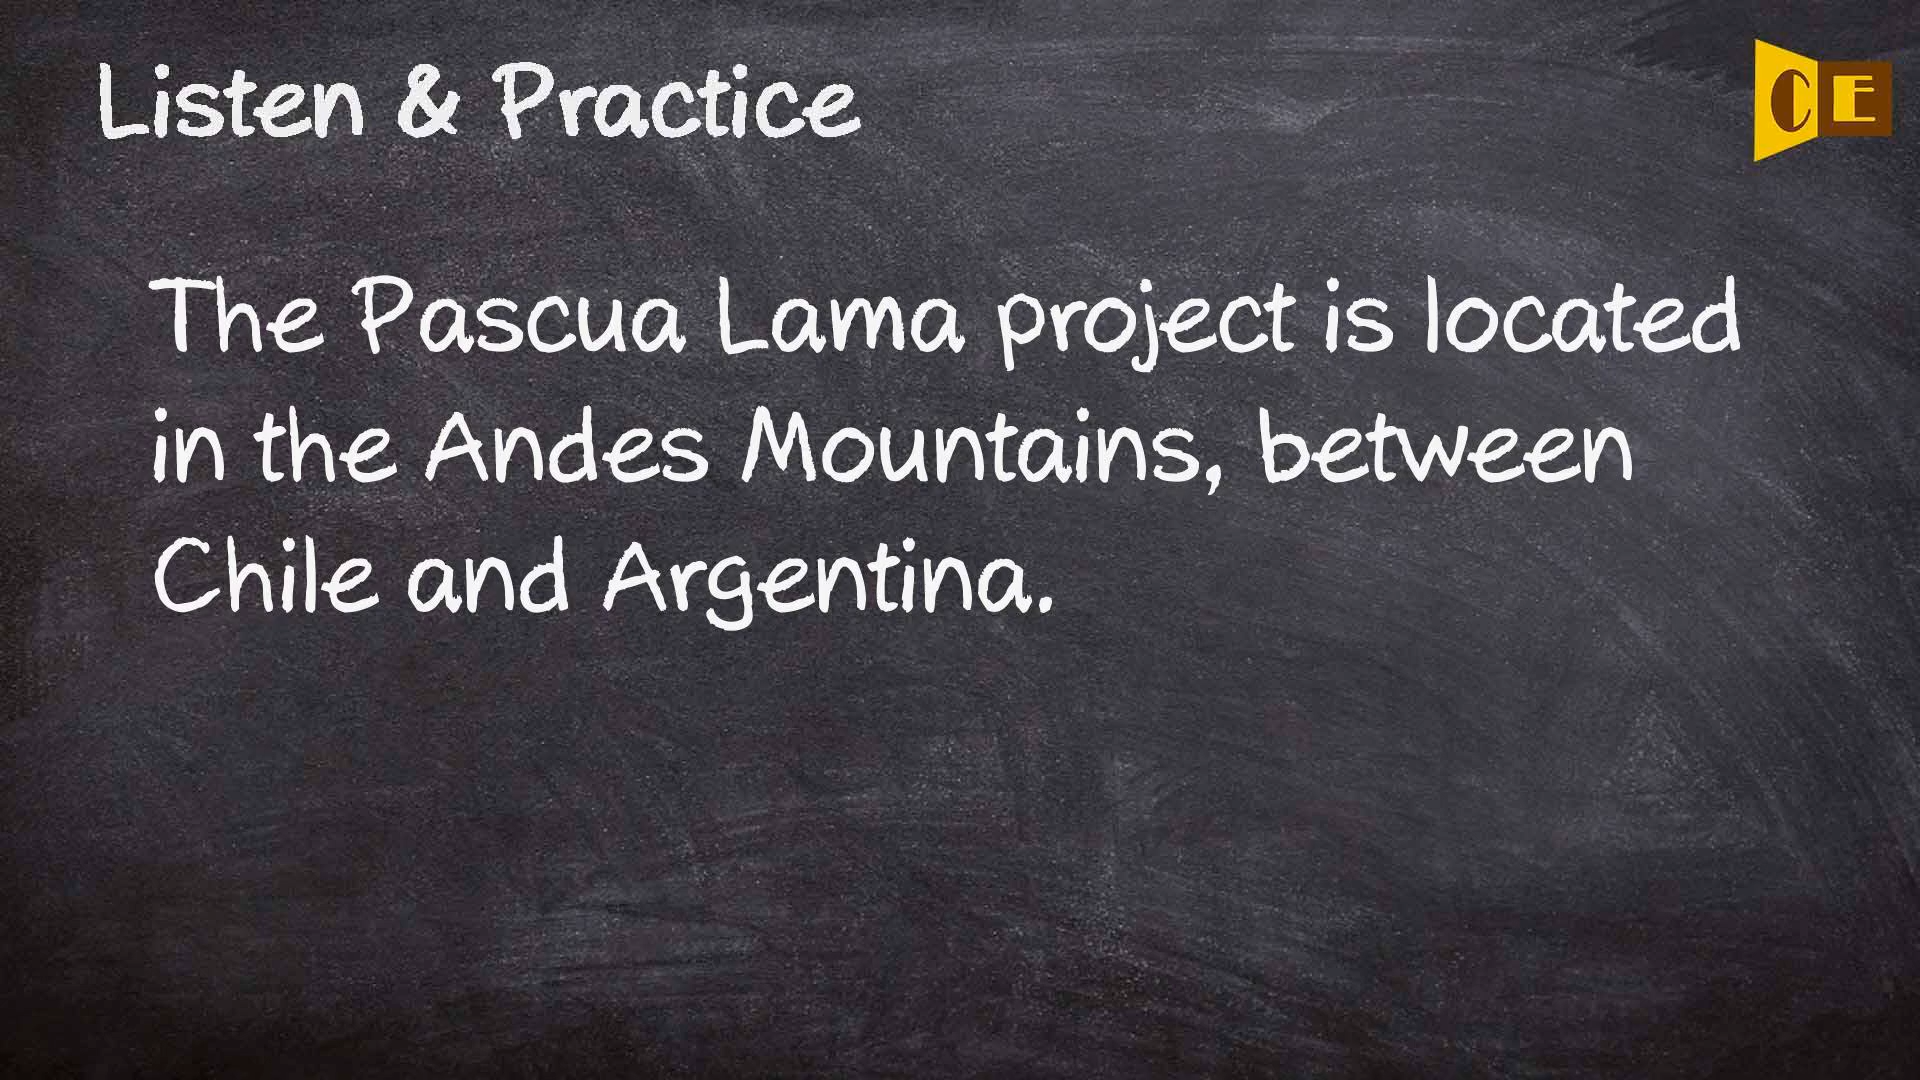 Listen & Practice
CE
The Pascua Lama project is located
in the Andes Mountains, between
Chile and Argentina.